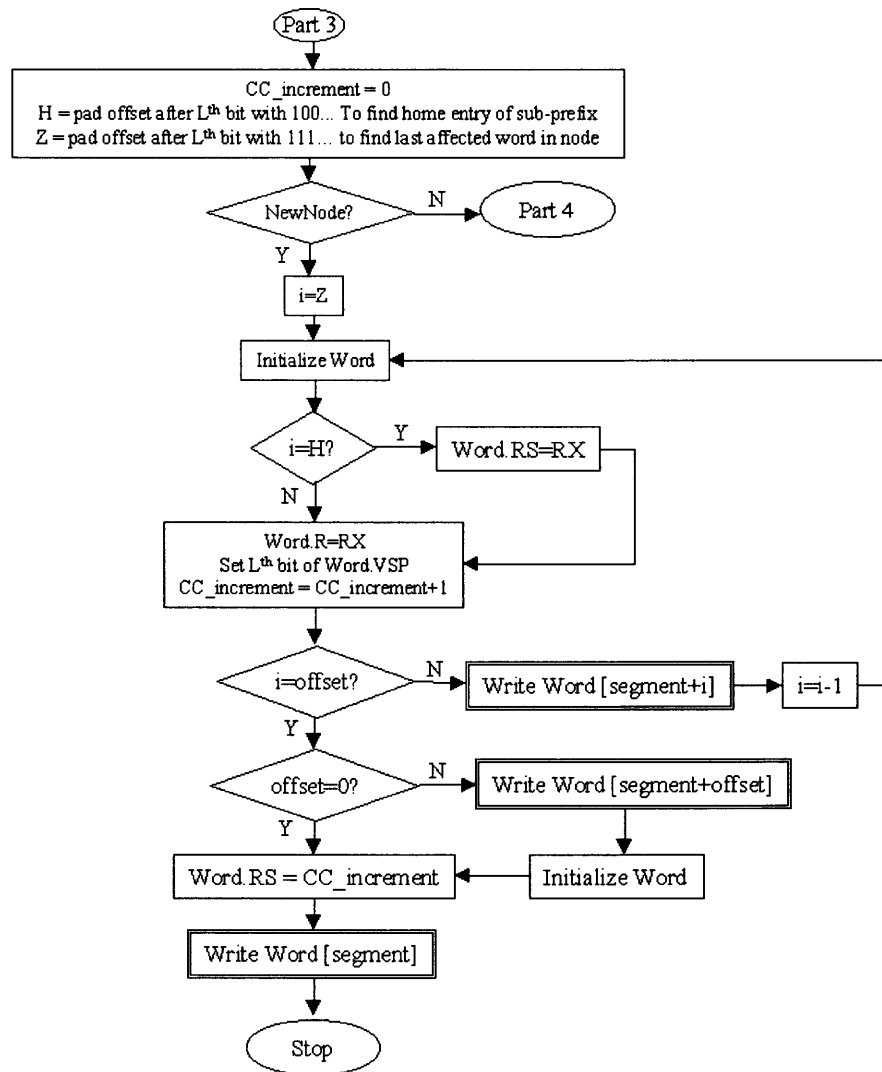 Part 3
CC_increment = 0
H = pad offset after Lth bit with 100... To find home entry of sub-prefix
Z = pad offset after Lth bit with 111... to find last affected word in node
NewNode?
N
Part 4
Y
i=Z
Initialize Word
i=H?
Y
Word.RS=RX
N
Word.R=RX
Set Lth bit of Word.VSP
CC_increment = CC_increment+1
i=offset?
N
Write Word [segment+i]
i=i-1
Y
offset=0?
N
Write Word [segment+offset]
Y
Word.RS = CC_increment
Initialize Word
Write Word [segment]
Stop